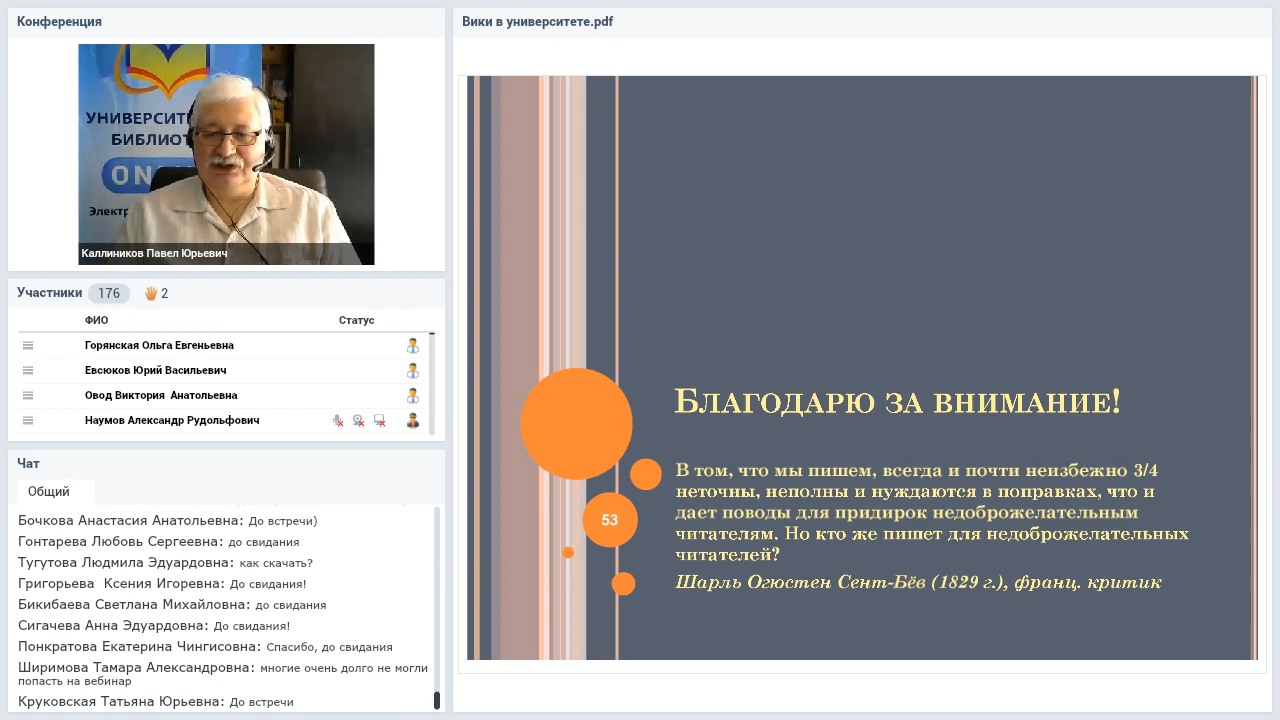 Конференция
УНИВЕРСИТ
БИБЛИО
ON
Электр
Каллиников Павел Юрьевич
Участники 176 2
ФИО Статус
Горянская Ольга Евгеньевна
Евсюков Юрий Васильевич
Овод Виктория Анатольевна
Наумов Александр Рудольфович
Чат
Общий
Бочкова Анастасия Анатольевна: До встречи)
Гонтарева Любовь Сергеевна: до свидания
Тугутова Людмила Эдуардовна: как скачать?
Григорьева Ксения Игоревна: До свидания!
Бикибаева Светлана Михайловна: до свидания
Сигачева Анна Эдуардовна: До свидания!
Понкратова Екатерина Чингисовна: Спасибо, до свидания
Ширимова Тамара Александровна: многие очень долго не могли
попасть на вебинар
Круковская Татьяна Юрьевна: До встречи
Вики в университете.pdf
Благодарю за внимание!
В том, что мы пишем, всегда и почти неизбежно 3/4
неточны, неполны и нуждаются в поправках, что и
дает поводы для придирок недоброжелательным
читателям. Но кто же пишет для недоброжелательных
читателей?
Шарль Огюстен Сент-Бёв (1829 г.), франц. критик
53